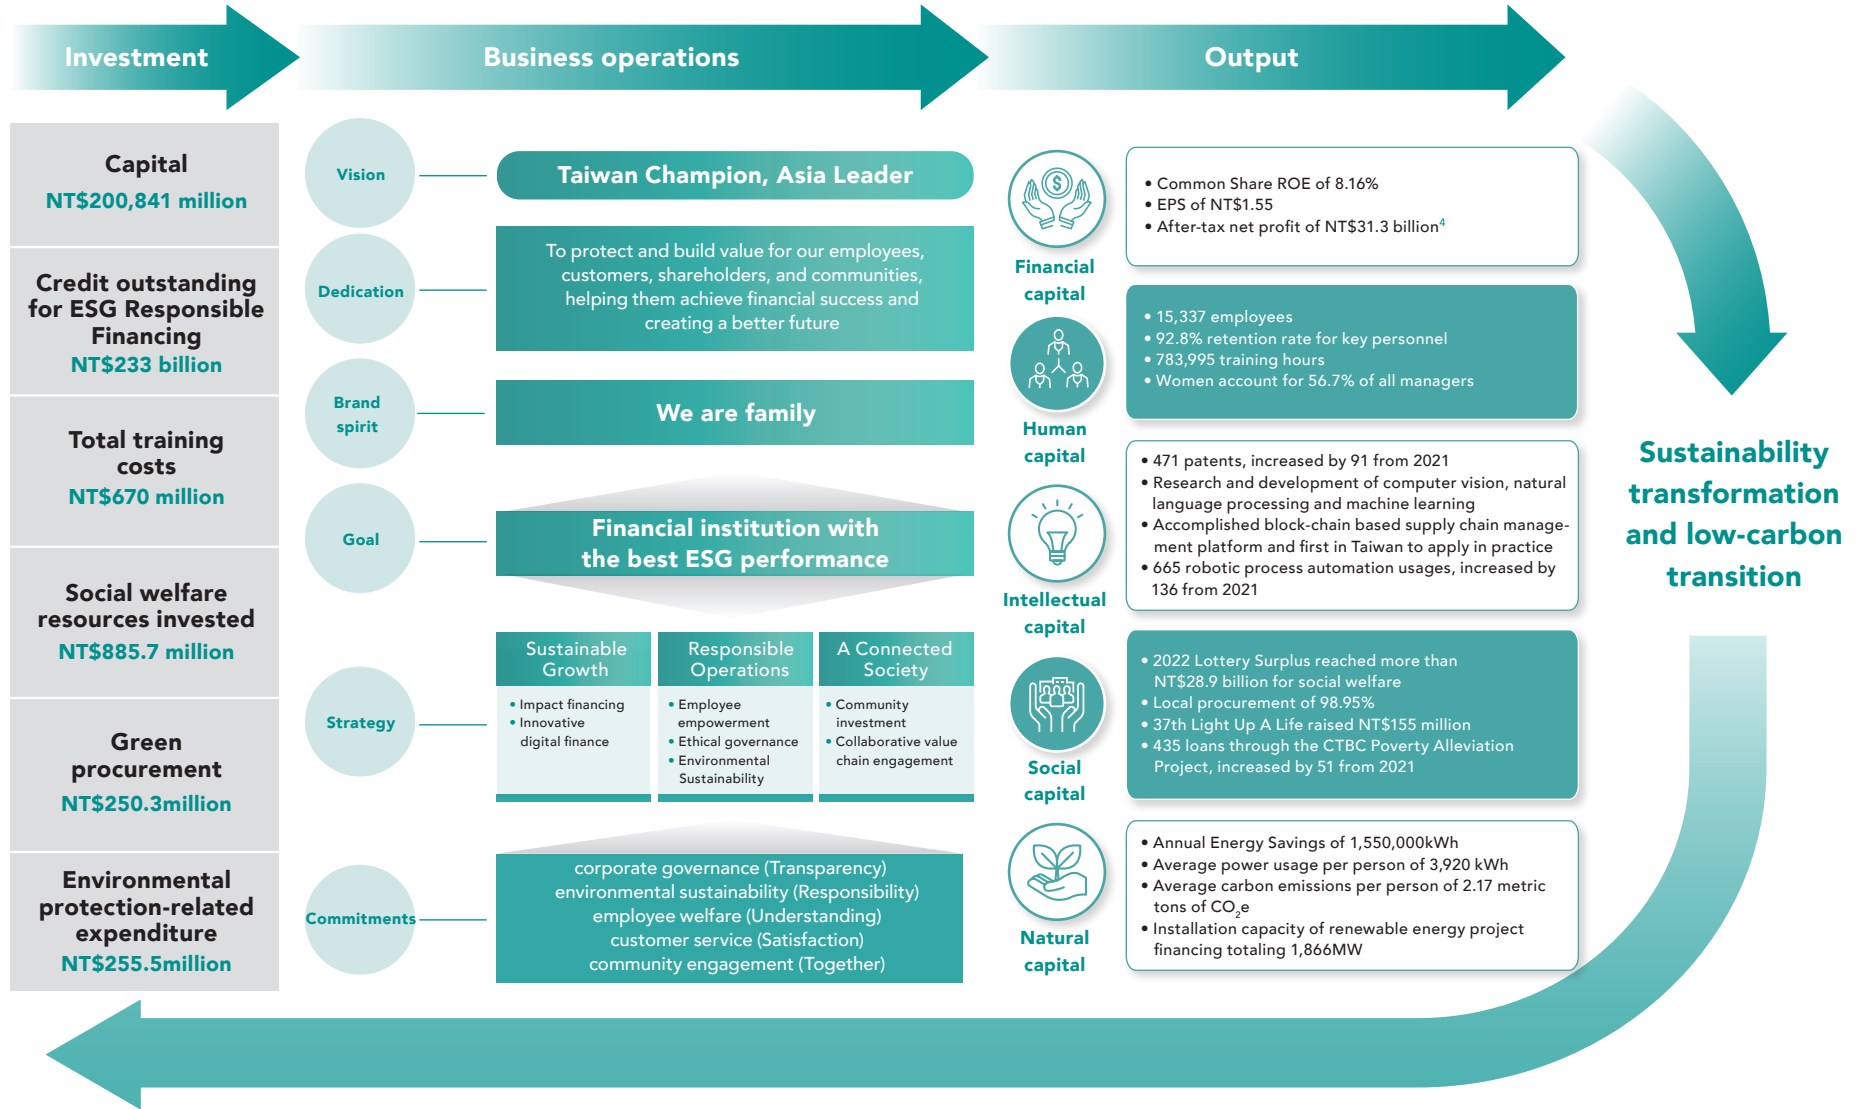 Investment
Business operations
Output
Capital
NT$200,841 million
Credit outstanding
for ESG Responsible
Financing
NT$233 billion
Total training
costs
NT$670 million
Social welfare
resources invested
NT$885.7 million
Green
procurement
NT$250.3million
Environmental
protection-related
expenditure
NT$255.5million
Vision
Taiwan Champion, Asia Leader
Dedication
To protect and build value for our employees,
customers, shareholders, and communities,
helping them achieve financial success and
creating a better future
Brand
spirit
We are family
Goal
Financial institution with
the best ESG performance
Strategy
Sustainable
Growth
• Impact financing
• Innovative
digital finance
Responsible
Operations
• Employee
empowerment
• Ethical governance
• Environmental
Sustainability
A Connected
Society
• Community
investment
• Collaborative value
chain engagement
Commitments
corporate governance (Transparency)
environmental sustainability (Responsibility)
employee welfare (Understanding)
customer service (Satisfaction)
community engagement (Together)
Financial
capital
• Common Share ROE of 8.16%
• EPS of NT$1.55
• After-tax net profit of NT$31.3 billion4
Human
capital
• 15,337 employees
• 92.8% retention rate for key personnel
• 783,995 training hours
• Women account for 56.7% of all managers
Intellectual
capital
• 471 patents, increased by 91 from 2021
• Research and development of computer vision, natural
language processing and machine learning
• Accomplished block-chain based supply chain manage-
ment platform and first in Taiwan to apply in practice
• 665 robotic process automation usages, increased by
136 from 2021
Social
capital
• 2022 Lottery Surplus reached more than
NT$28.9 billion for social welfare
• Local procurement of 98.95%
• 37th Light Up A Life raised NT$155 million
• 435 loans through the CTBC Poverty Alleviation
Project, increased by 51 from 2021
Natural
capital
• Annual Energy Savings of 1,550,000kWh
• Average power usage per person of 3,920 kWh
• Average carbon emissions per person of 2.17 metric
tons of CO2e
• Installation capacity of renewable energy project
financing totaling 1,866MW
Sustainability
transformation
and low-carbon
transition